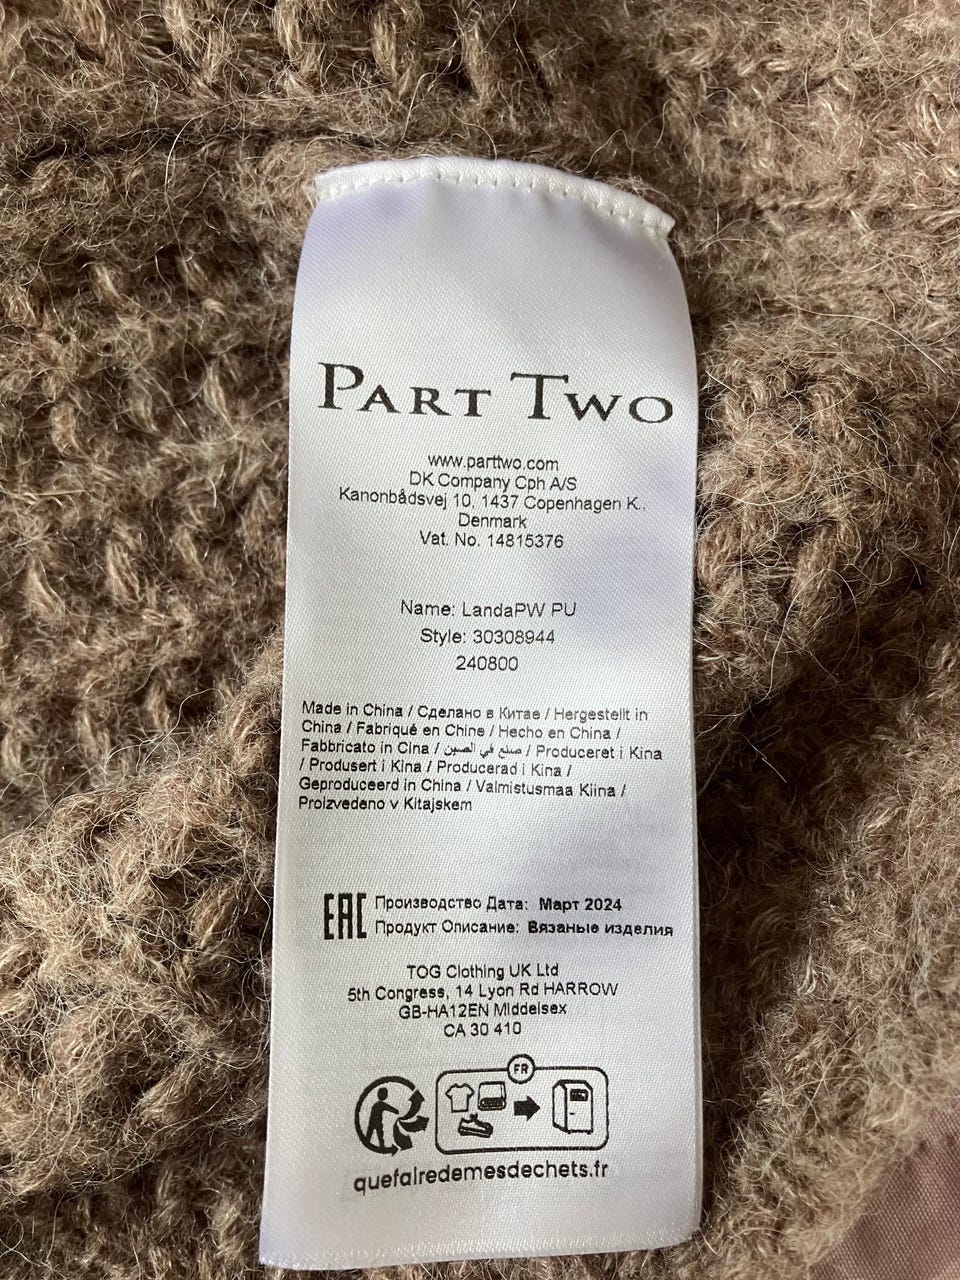 PART TWO
www.parttwo.com
DK Company Cph A/S
Kanonbådsvej 10, 1437 Copenhagen K.,
Denmark
Vat. No. 14815376
Name: LandaPW PU
Style: 30308944
240800
Made in China / Сделано в Китае / Hergestellt in
China / Fabriqué en Chine / Hecho en China /
Fabbricato in Cina / صنع في الصين / Produceret i Kina
/ Produsert i Kina / Producerad i Kina /
Geproduceerd in China / Valmistusmaa Kiina /
Proizvedeno v Kitajskem
EAC Производство Дата: Март 2024
Продукт Описание: Вязаные изделия
TOG Clothing UK Ltd
5th Congress, 14 Lyon Rd HARROW
GB-HA12EN Middelsex
CA 30 410
FR
quefairedemesdechets.fr